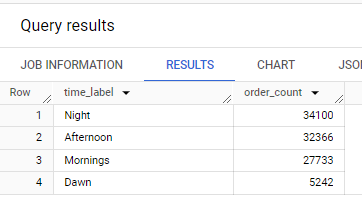 Query results
JOB INFORMATION RESULTS CHART JSO
Row time_label order_count
1 Night 34100
2 Afternoon 32366
3 Mornings 27733
4 Dawn 5242